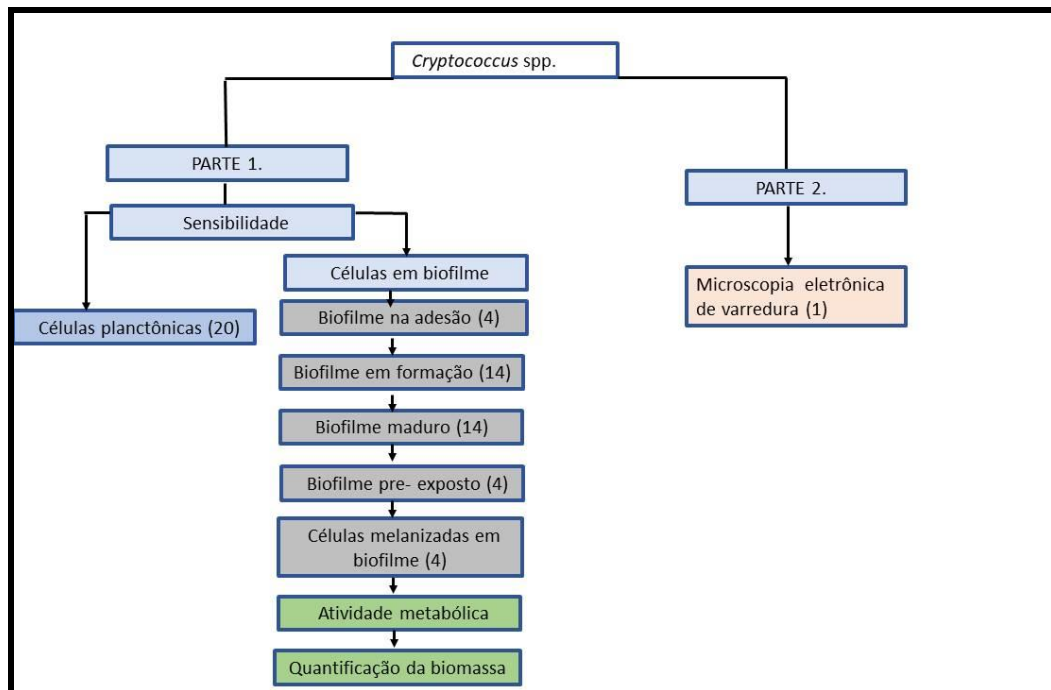 Cryptococcus spp.
PARTE 1.
Sensibilidade
Células planctônicas (20)
Células em biofilme
Biofilme na adesão (4)
Biofilme em formação (14)
Biofilme maduro (14)
Biofilme pre- exposto (4)
Células melanizadas em
biofilme (4)
Atividade metabólica
Quantificação da biomassa
PARTE 2.
Microscopia eletrônica
de varredura (1)